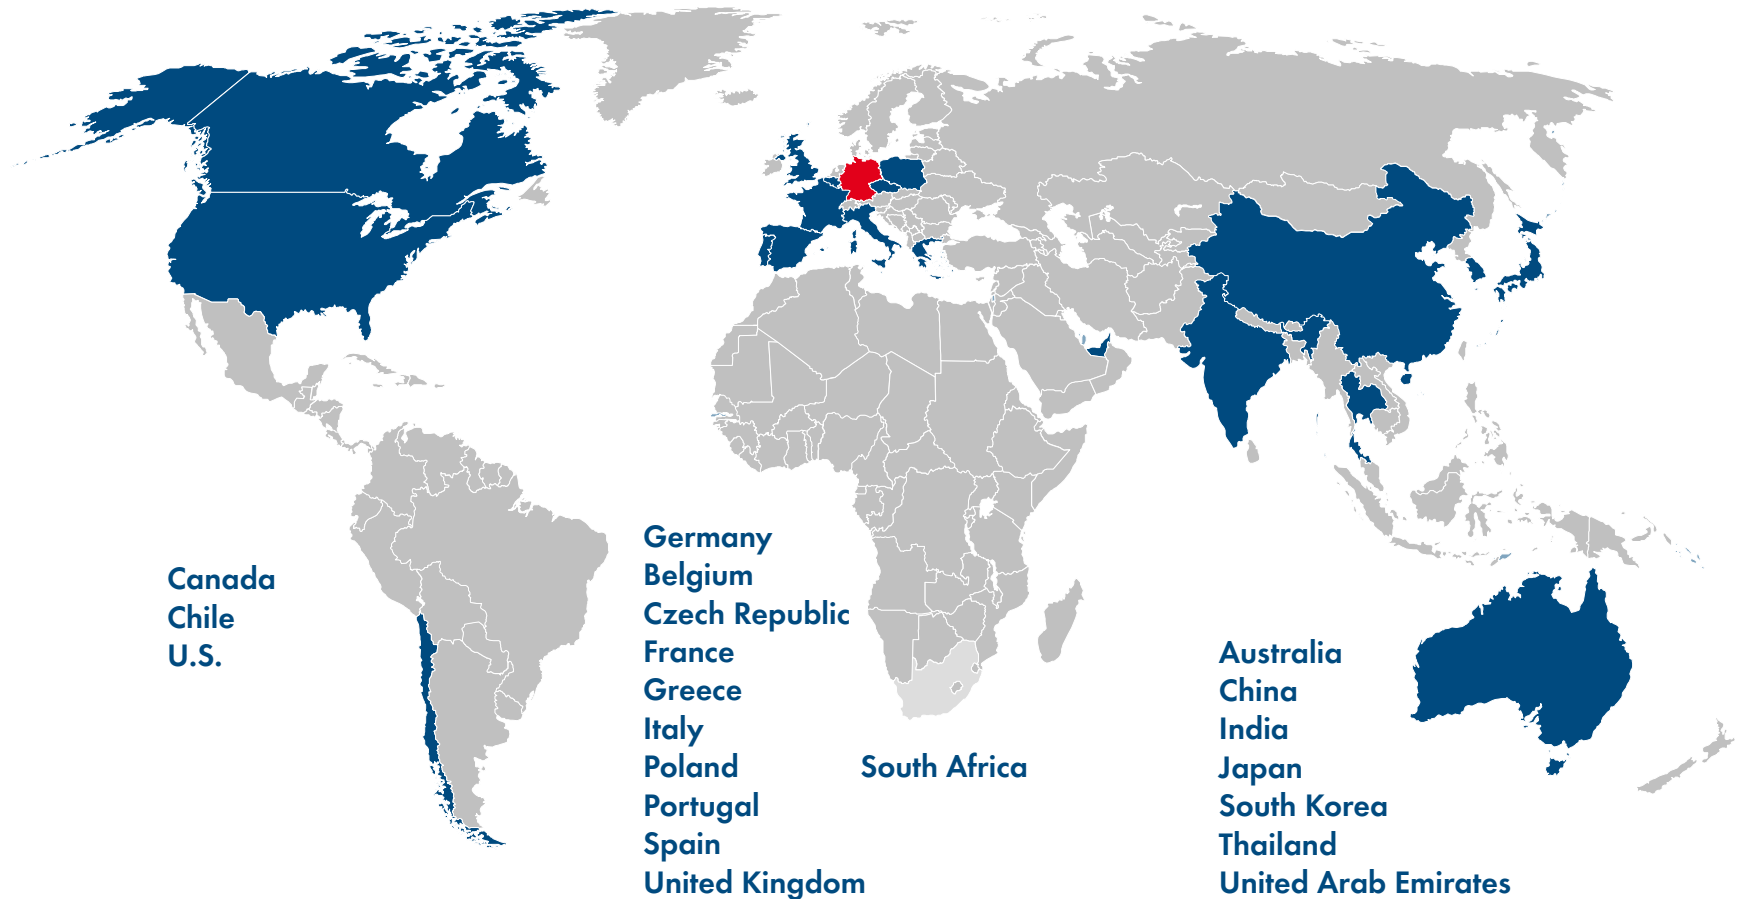 Canada
Chile
U.S.
Germany
Belgium
Czech Republic
France
Greece
Italy
Poland
Portugal
Spain
United Kingdom
South Africa
Australia
China
India
Japan
South Korea
Thailand
United Arab Emirates